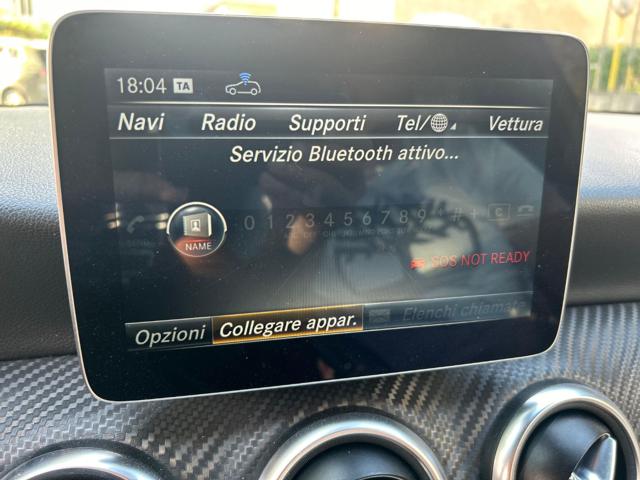 18:04 TA
Navi Radio Supporti Tel/ Vettura
Servizio Bluetooth attivo...
0 1 2 3 4 5 6 7 8 9 * # + C
NAME
SOS NOT READY
Opzioni Collegare appar. Elenchi chiamate